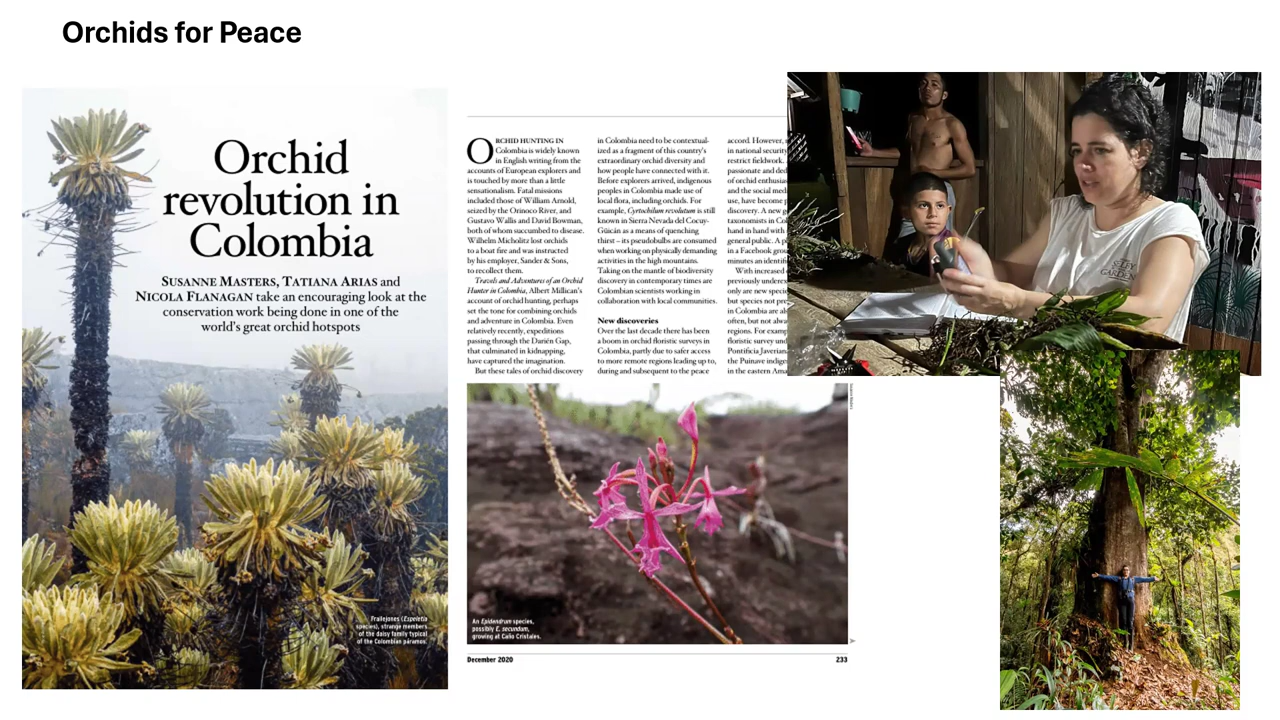 Orchids for Peace
Orchid
revolution in
Colombia
SUSANNE MASTERS, TATIANA ARIAS and
NICOLA FLANAGAN take an encouraging look at the
conservation work being done in one of the
world's great orchid hotspots
Frailejones (Espeletia
species), strange members
of the daisy family typical
of the Colombian páramos.
ORCHID HUNTING IN
Colombia is widely known
in English writing from the
accounts of European explorers and
is touched by more than a little
sensationalism. Fatal missions
included those of William Arnold,
seized by the Orinoco River, and
Gustavo Wallis and David Bowman,
both of whom succumbed to disease.
Wilhelm Micholitz lost orchids
to a boat fire and was instructed
by his employer, Sander & Sons,
to recollect them.
Travels and Adventures of an Orchid
Hunter in Colombia, Albert Millican's
account of orchid hunting, perhaps
set the tone for combining orchids
and adventure in Colombia. Even
relatively recently, expeditions
passing through the Darién Gap,
that culminated in kidnapping,
have captured the imagination.
But these tales of orchid discovery
in Colombia need to be contextual-
ized as a fragment of this country's
extraordinary orchid diversity and
how people have connected with it.
Before explorers arrived, indigenous
peoples in Colombia made use of
local flora, including orchids. For
example, Cyrtochilum revolutum is still
known in Sierra Nevada del Cocuy-
Güicán as a means of quenching
thirst – its pseudobulbs are consumed
when working on physically demanding
activities in the high mountains.
Taking on the mantle of biodiversity
discovery in contemporary times are
Colombian scientists working in
collaboration with local communities.
New discoveries
Over the last decade there has been
a boom in orchid floristic surveys in
Colombia, partly due to safer access
to more remote regions leading up to,
during and subsequent to the peace
accord. However,
in national security
restrict fieldwork.
passionate and ded
of orchid enthusias
and the social med
use, have become p
discovery. A new g
taxonomists in Col
hand in hand with
general public. A p
in a Facebook grou
minutes an identifi
With increased
previously underex
only are new specie
but species not prev
in Colombia are al
often, but not alwa
regions. For examp
floristic survey und
Pontificia Javerian
the Puinave indige
in the eastern Ama
An Epidendrum species,
possibly E. secundum,
growing at Caño Cristales.
December 2020
233
GARDEN